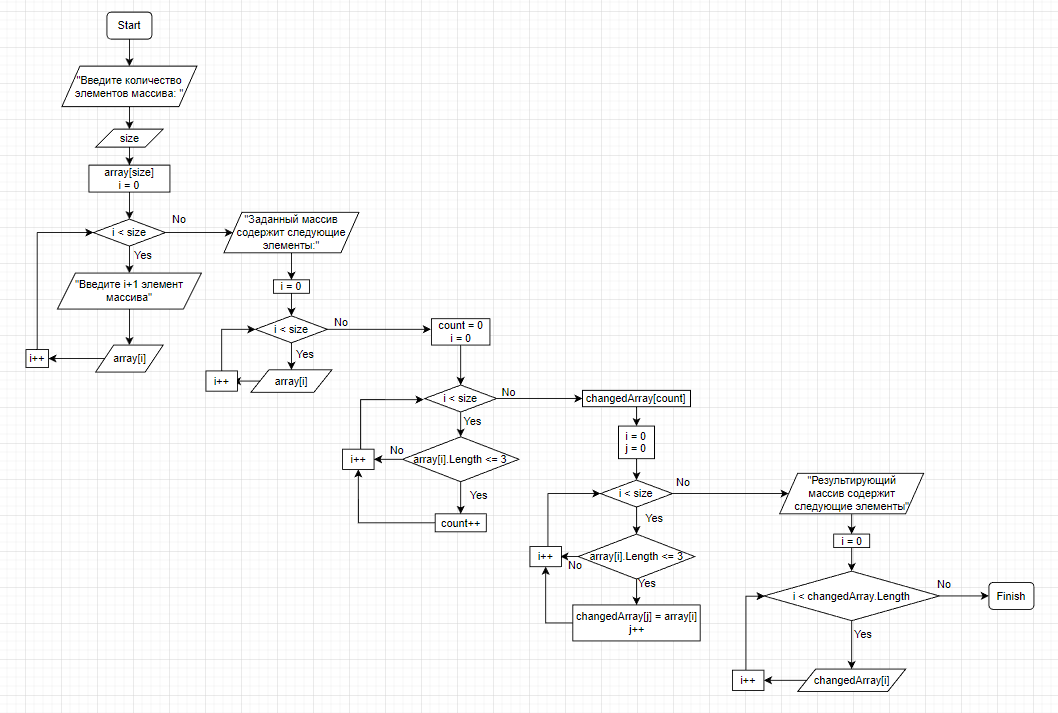 Start
"Введите количество
элементов массива: "
size
array[size]
i = 0
i < size
No
Yes
"Введите i+1 элемент
массива"
array[i]
i++
"Заданный массив
содержит следующие
элементы:"
i = 0
i < size
No
Yes
array[i]
i++
count = 0
i = 0
i < size
No
Yes
array[i].Length <= 3
No
i++
Yes
count++
changedArray[count]
i = 0
j = 0
i < size
No
Yes
array[i].Length <= 3
No
i++
Yes
changedArray[j] = array[i]
j++
"Результирующий
массив содержит
следующие элементы"
i = 0
i < changedArray.Length
No
Finish
Yes
changedArray[i]
i++